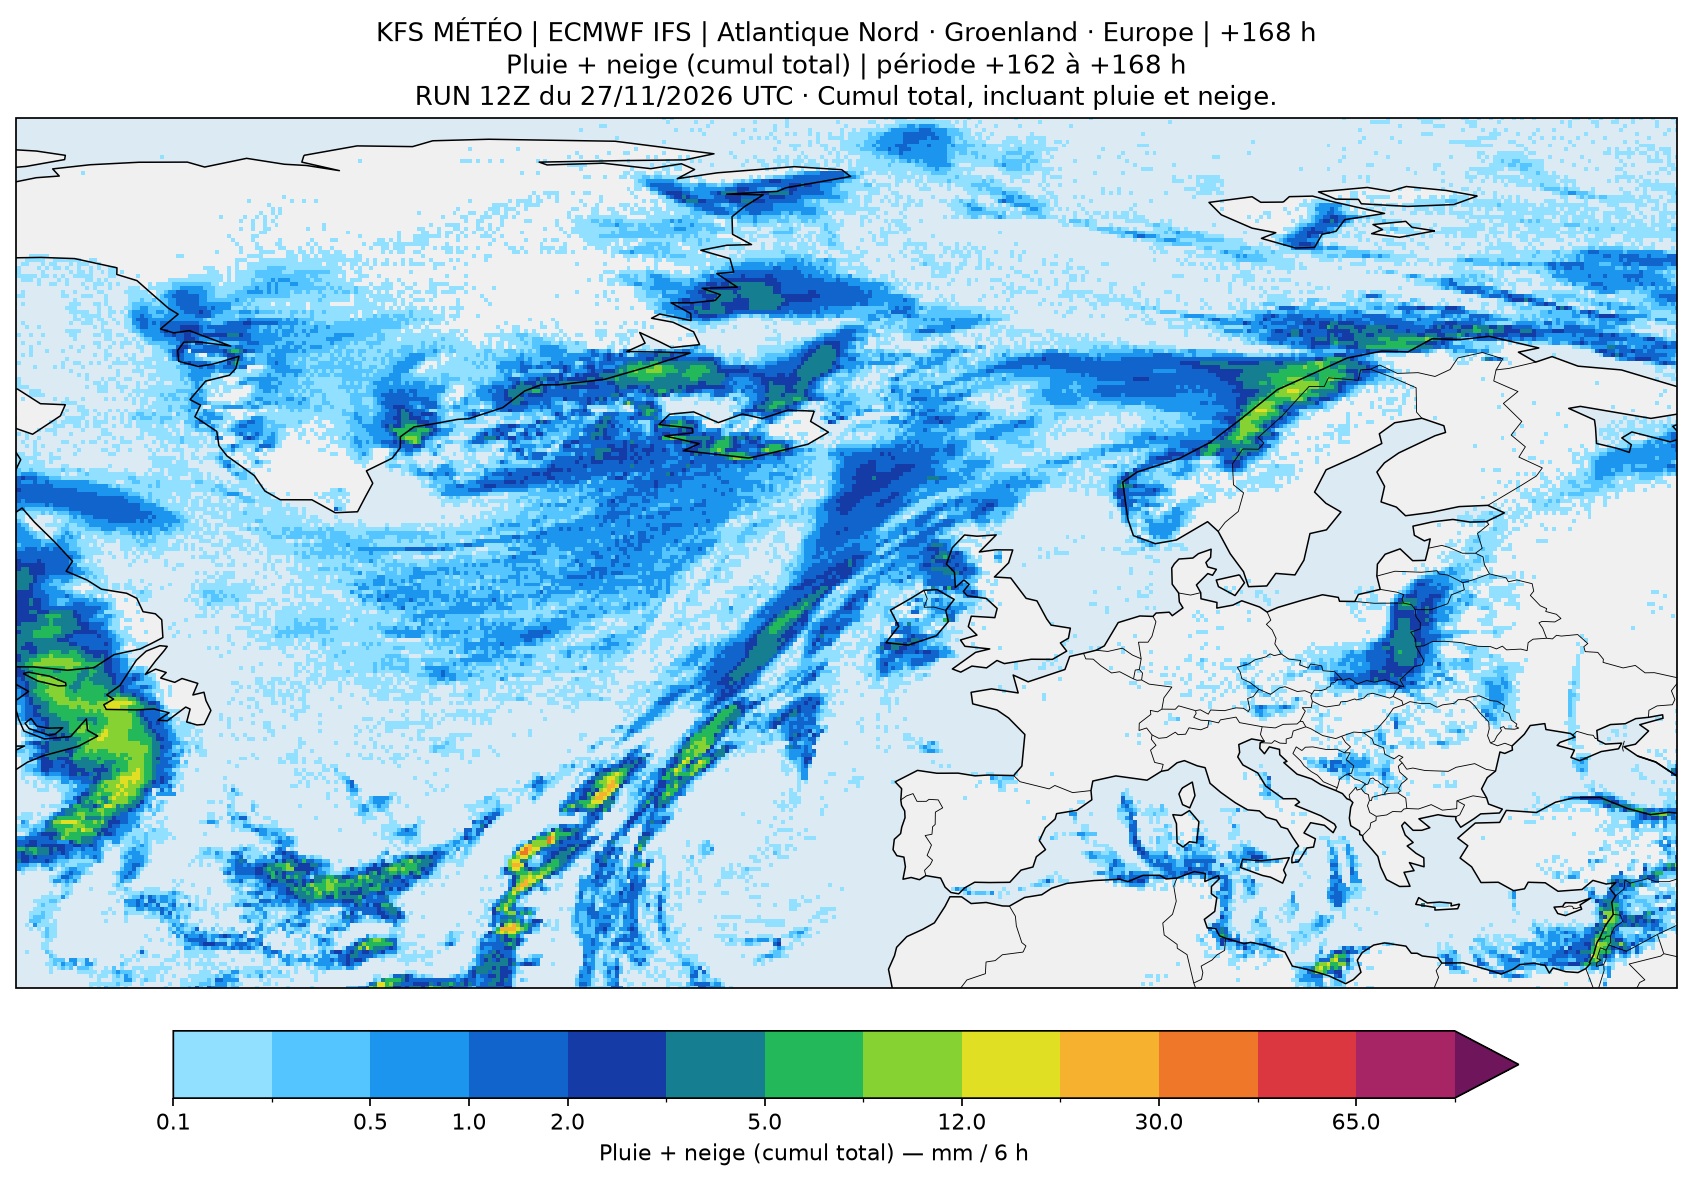 KFS MÉTÉO | ECMWF IFS | Atlantique Nord · Groenland · Europe | +168 h
Pluie + neige (cumul total) | période +162 à +168 h
RUN 12Z du 27/11/2026 UTC · Cumul total, incluant pluie et neige.
0.1 0.5 1.0 2.0 5.0 12.0 30.0 65.0
Pluie + neige (cumul total) — mm / 6 h